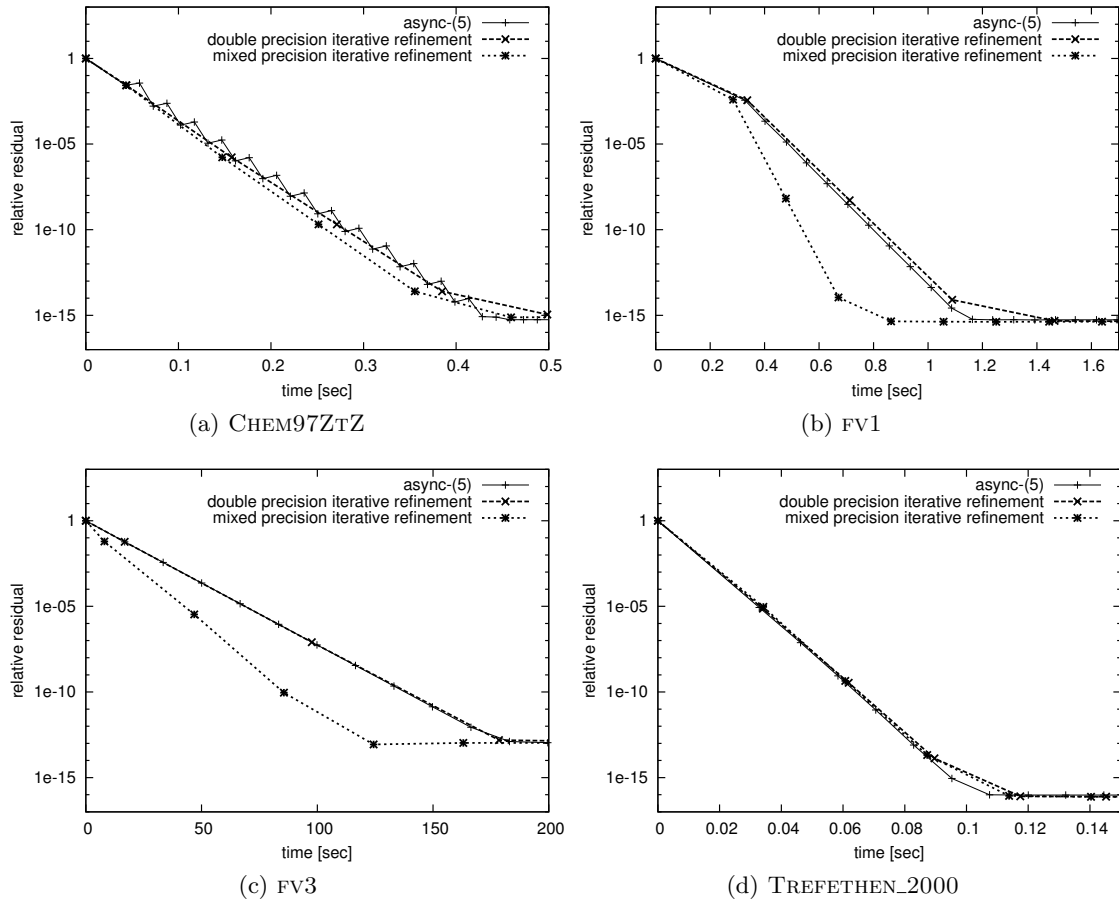 async-(5)
double precision iterative refinement
mixed precision iterative refinement
1
1e-05
1e-10
1e-15
relative residual
0 0.1 0.2 0.3 0.4 0.5
time [sec]
(a) CHEM97ZTZ
async-(5)
double precision iterative refinement
mixed precision iterative refinement
1
1e-05
1e-10
1e-15
relative residual
0 0.2 0.4 0.6 0.8 1 1.2 1.4 1.6
time [sec]
(b) FV1
async-(5)
double precision iterative refinement
mixed precision iterative refinement
1
1e-05
1e-10
1e-15
relative residual
0 50 100 150 200
time [sec]
(c) FV3
async-(5)
double precision iterative refinement
mixed precision iterative refinement
1
1e-05
1e-10
1e-15
relative residual
0 0.02 0.04 0.06 0.08 0.1 0.12 0.14
time [sec]
(d) TREFETHEN_2000